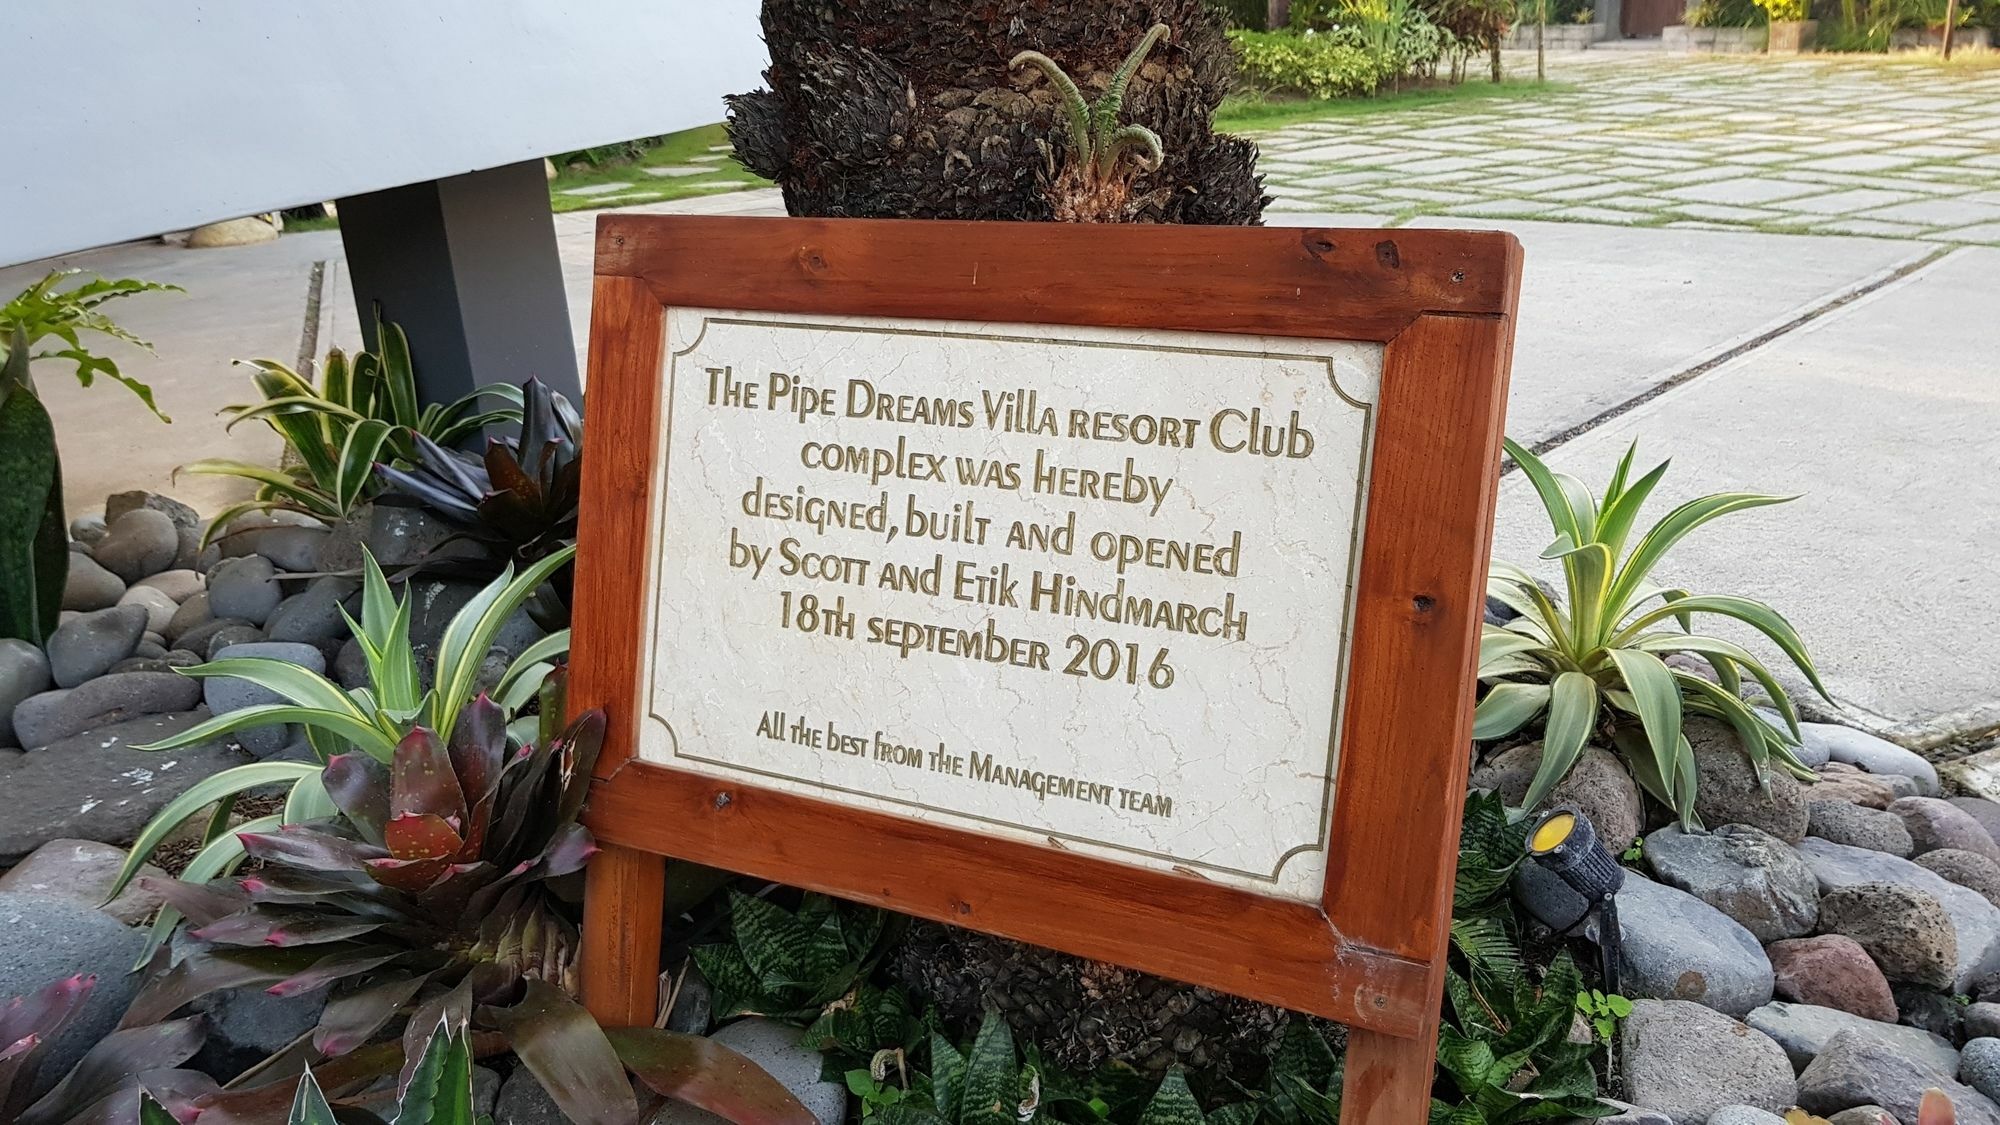 The Pipe Dreams Villa resort Club
complex was hereby
designed, built and opened
by Scott and Etik Hindmarch
18th september 2016
All the best from the Management team